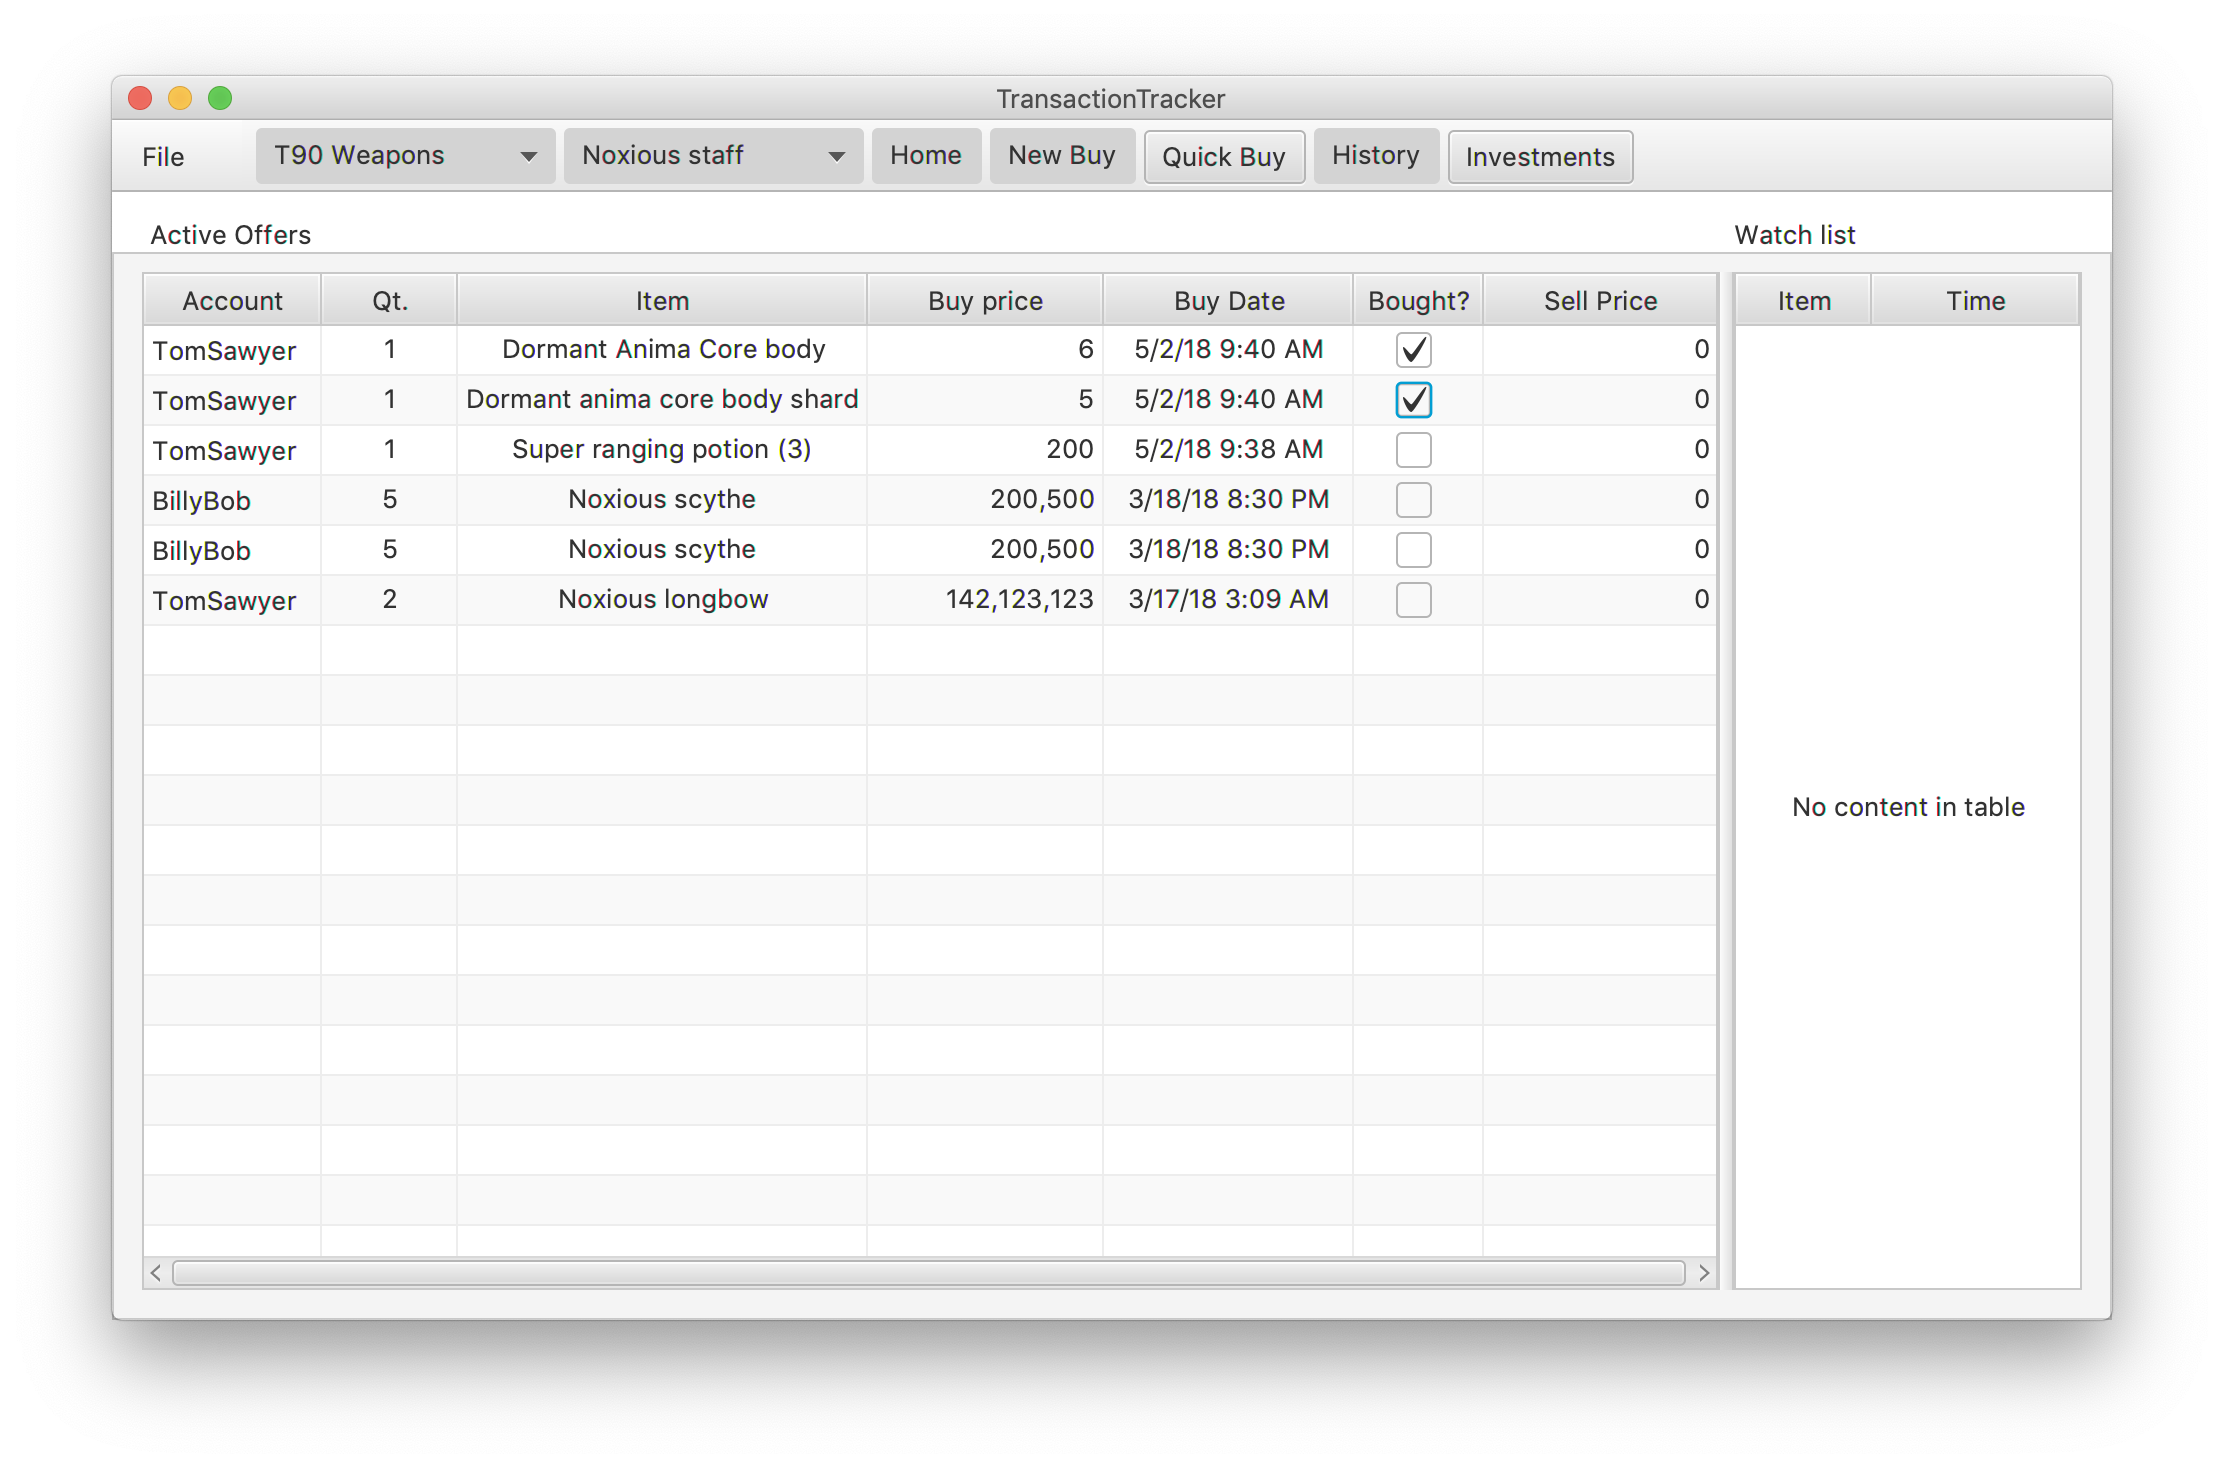 TransactionTracker
File T90 Weapons Noxious staff Home New Buy Quick Buy History Investments
Active Offers Watch list
Account Qt. Item Buy price Buy Date Bought? Sell Price Item Time
TomSawyer 1 Dormant Anima Core body 6 5/2/18 9:40 AM 0
TomSawyer 1 Dormant anima core body shard 5 5/2/18 9:40 AM 0
TomSawyer 1 Super ranging potion (3) 200 5/2/18 9:38 AM 0
BillyBob 5 Noxious scythe 200,500 3/18/18 8:30 PM 0
BillyBob 5 Noxious scythe 200,500 3/18/18 8:30 PM 0
TomSawyer 2 Noxious longbow 142,123,123 3/17/18 3:09 AM 0
No content in table